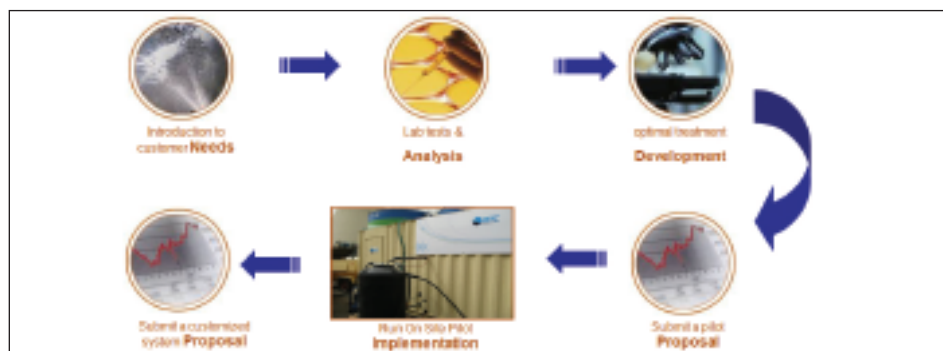 Introduction to
customer Needs
Lab tests &
Analysis
optimal treatment
Development
Submit a pilot
Proposal
Run On Site Pilot
Implementation
Submit a customized
system Proposal